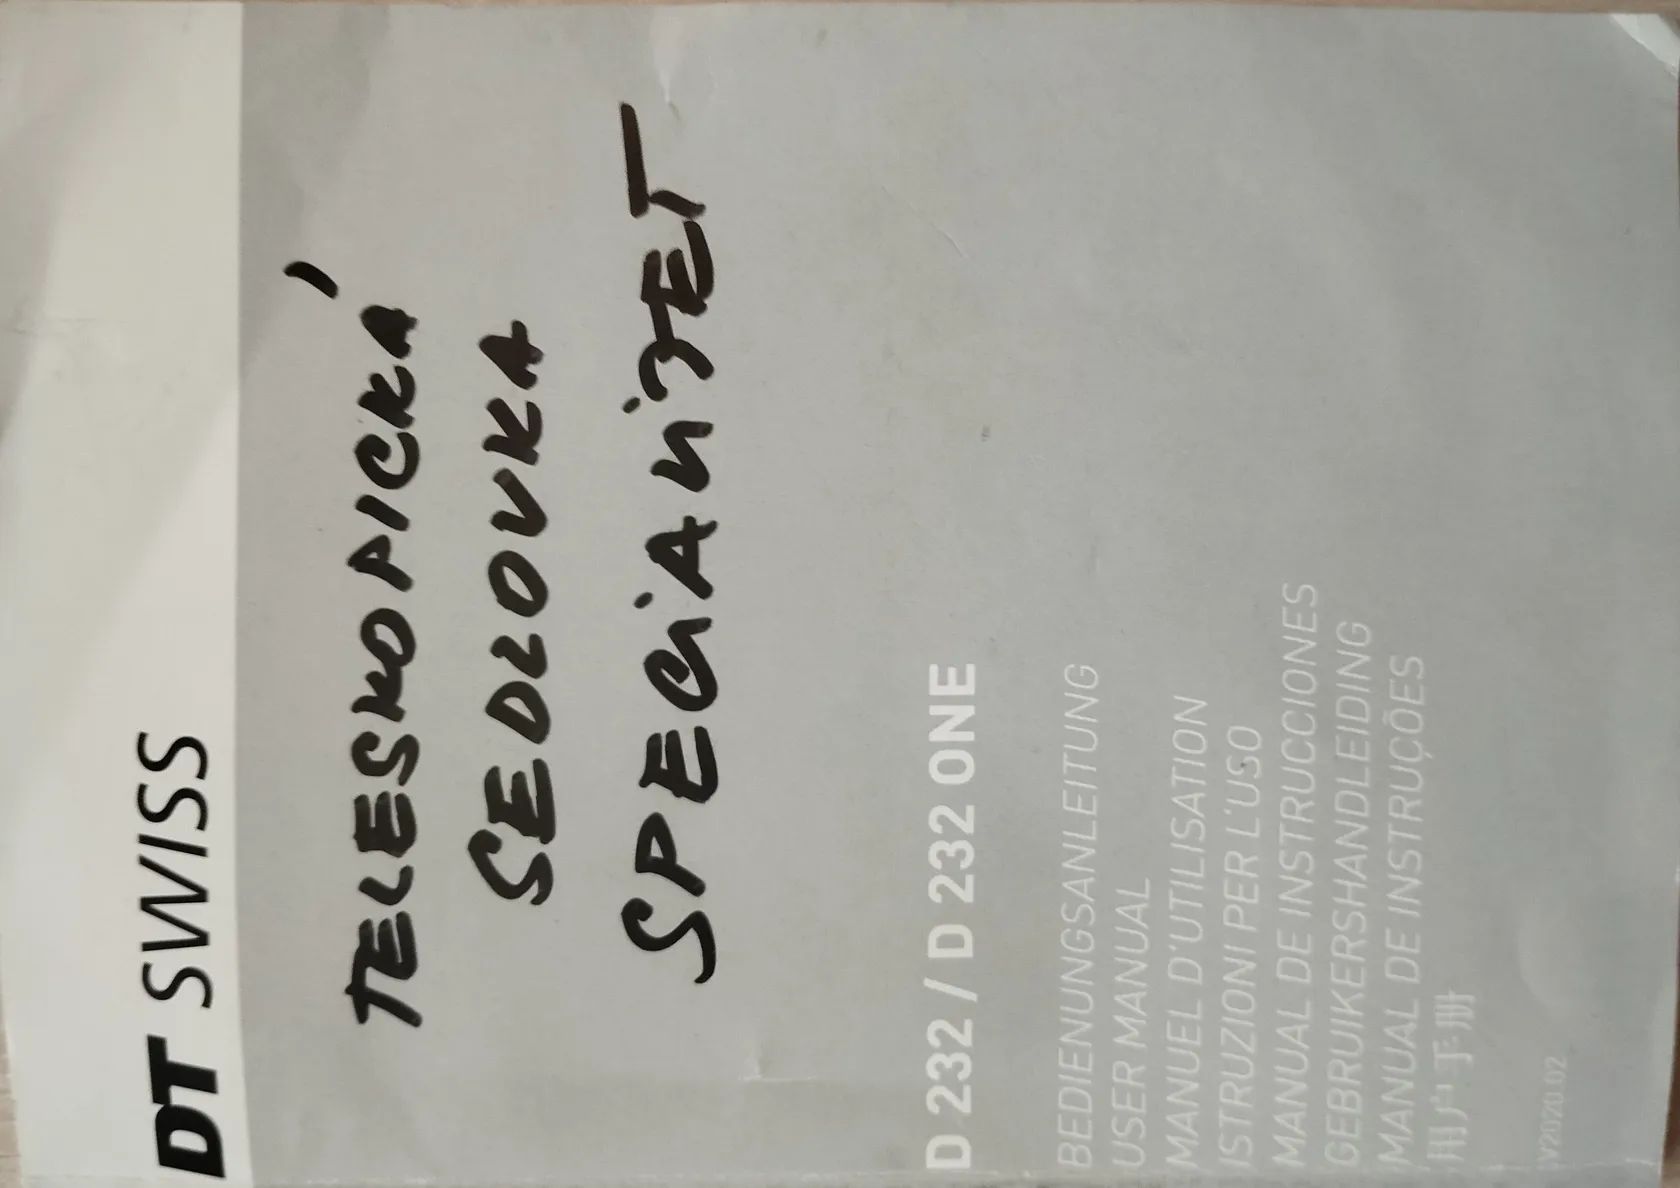 DT SWISS
TELESKOPICKÁ
SEDLOVKA
SPECIALIZET
D 232 / D 232 ONE
BEDIENUNGSANLEITUNG
USER MANUAL
MANUEL D'UTILISATION
ISTRUZIONI PER L'USO
MANUAL DE INSTRUCCIONES
GEBRUIKERSHANDLEIDING
MANUAL DE INSTRUÇÕES
用户手册
V2020.02